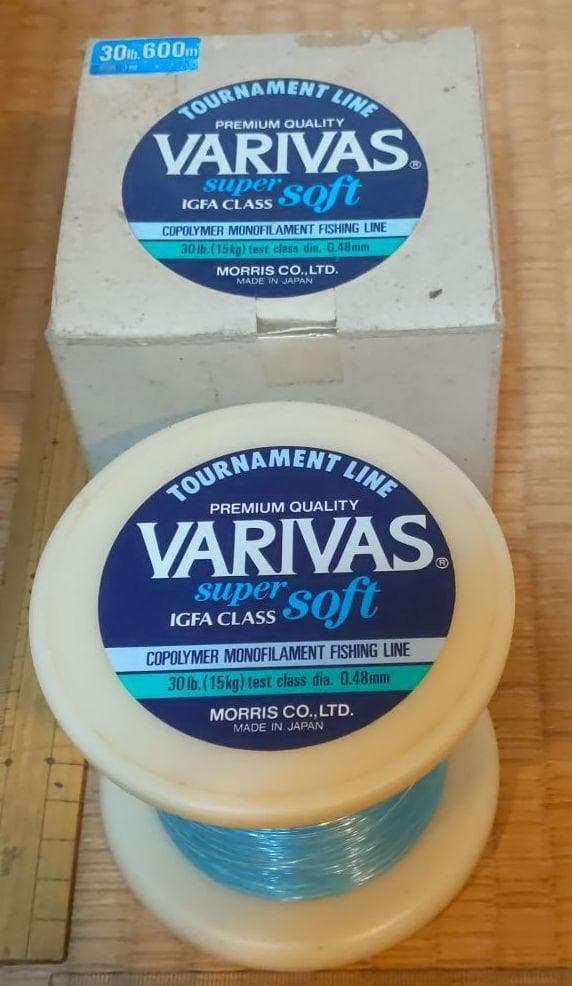 30lb.600m
TOURNAMENT LINE
PREMIUM QUALITY
VARIVAS®
super soft
IGFA CLASS
COPOLYMER MONOFILAMENT FISHING LINE
30 lb.(15kg) test class dia. 0.48mm
MORRIS CO.,LTD.
MADE IN JAPAN
TOURNAMENT LINE
PREMIUM QUALITY
VARIVAS®
super soft
IGFA CLASS
COPOLYMER MONOFILAMENT FISHING LINE
30 lb.(15kg) test class dia. 0.48mm
MORRIS CO.,LTD.
MADE IN JAPAN